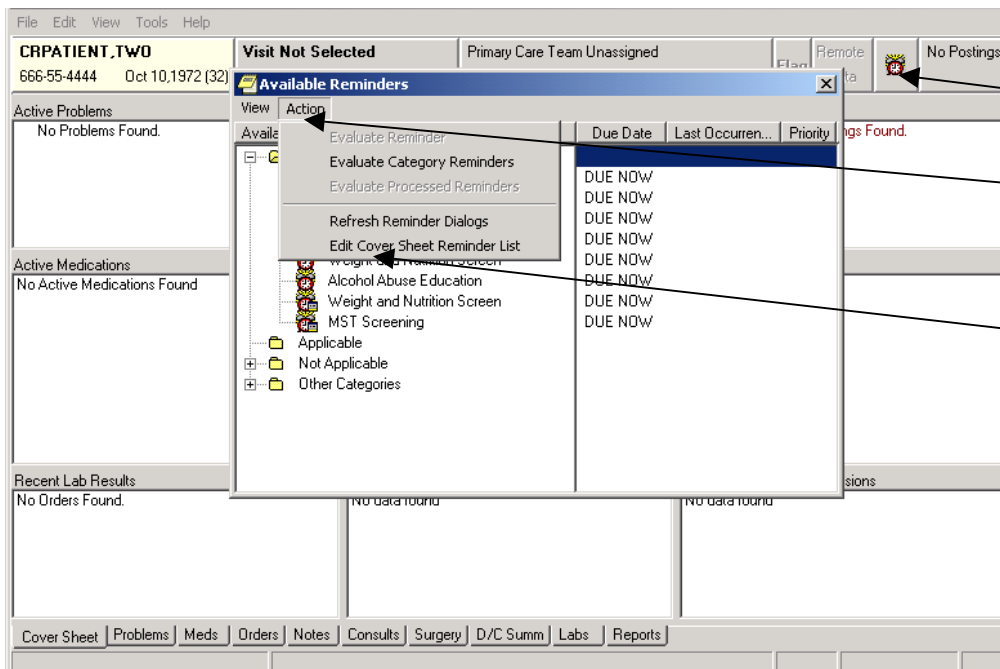 File Edit View Tools Help
CRPATIENT,TWO Visit Not Selected Primary Care Team Unassigned Flag Remote No Postings
666-55-4444 Oct 10,1972 (32)
Available Reminders
View Action
Active Problems
No Problems Found.
Due Date Last Occurren... Priority
Found.
Evaluate Reminder
Evaluate Category Reminders
Evaluate Processed Reminders
Refresh Reminder Dialogs
Edit Cover Sheet Reminder List
DUE NOW
DUE NOW
DUE NOW
DUE NOW
DUE NOW
Weight and Nutrition Screen
Alcohol Abuse Education DUE NOW
Weight and Nutrition Screen DUE NOW
MST Screening DUE NOW
Applicable
Not Applicable
Other Categories
Active Medications
No Active Medications Found
Recent Lab Results
No Orders Found.
No data found
No data found
Cover Sheet Problems Meds Orders Notes Consults Surgery D/C Summ Labs Reports